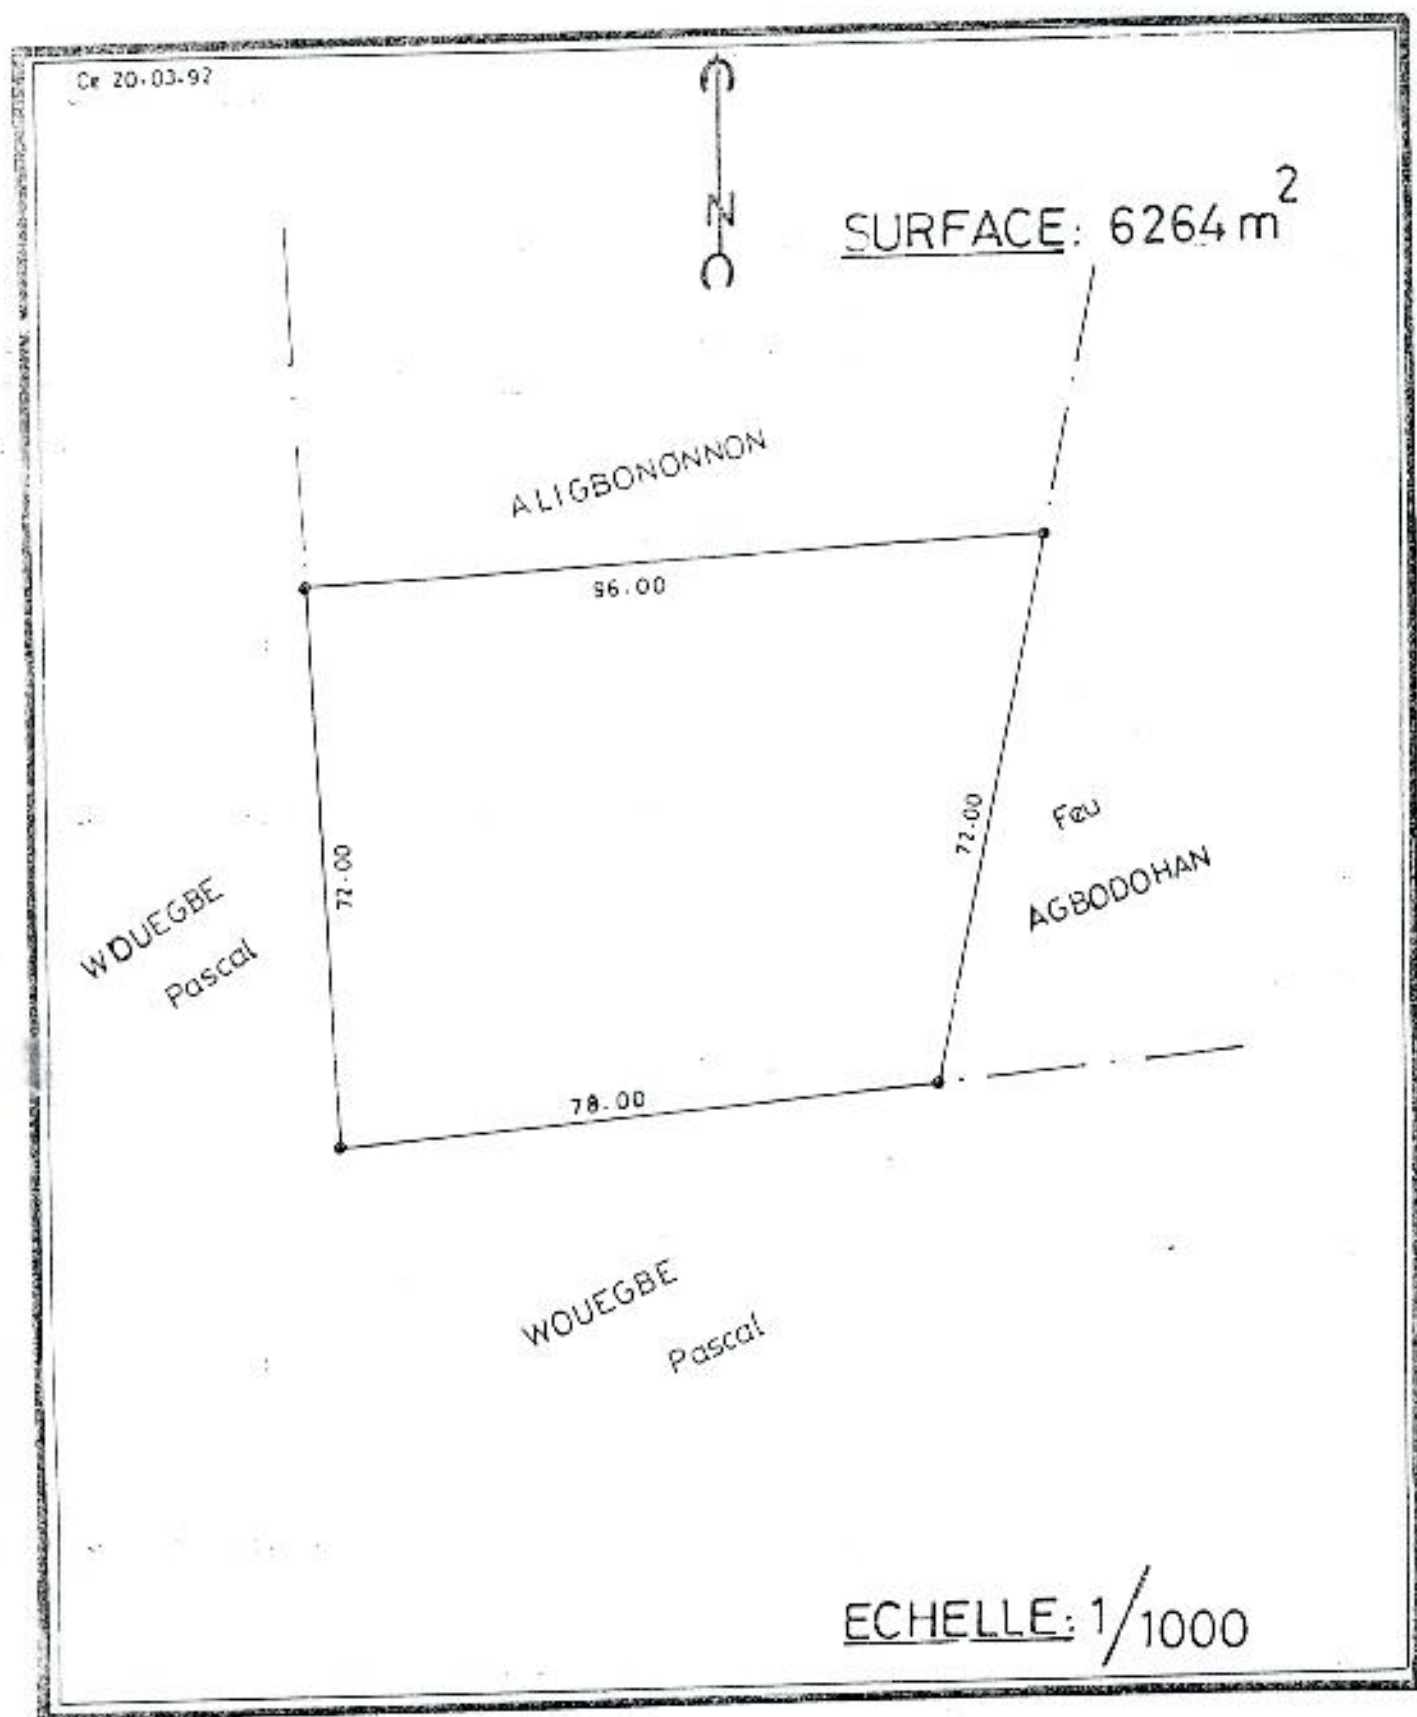 Ce 20.03.92
N
SURFACE: 6264 m²
ALIGBONONNON
96.00
72.00
72.00
Feu
AGBODOHAN
WOUEGBE
Pascal
78.00
WOUEGBE
Pascal
ECHELLE: 1/1000